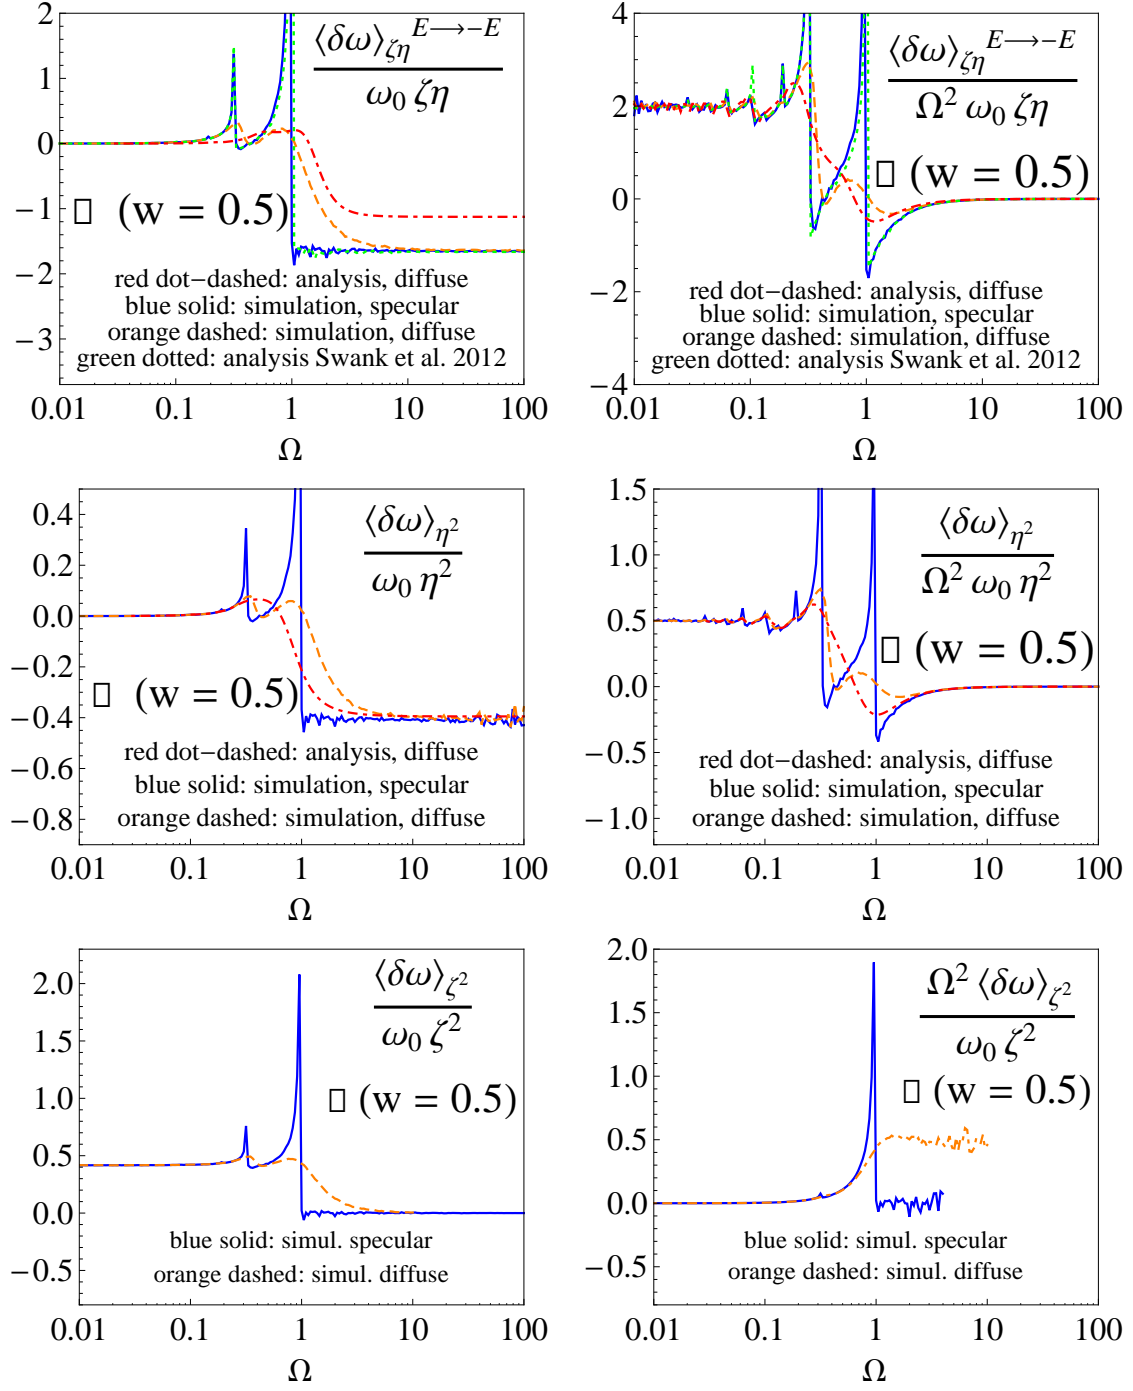 2
1
0
−1
−2
−3
0.01 0.1 1 10 100
Ω
⟨δω⟩ζη E⟶−E
ω0 ζη
▯ (w = 0.5)
red dot−dashed: analysis, diffuse
blue solid: simulation, specular
orange dashed: simulation, diffuse
green dotted: analysis Swank et al. 2012
4
2
0
−2
−4
0.01 0.1 1 10 100
Ω
⟨δω⟩ζη E⟶−E
Ω² ω0 ζη
▯ (w = 0.5)
red dot−dashed: analysis, diffuse
blue solid: simulation, specular
orange dashed: simulation, diffuse
green dotted: analysis Swank et al. 2012
0.4
0.2
0.0
−0.2
−0.4
−0.6
−0.8
0.01 0.1 1 10 100
Ω
⟨δω⟩η²
ω0 η²
▯ (w = 0.5)
red dot−dashed: analysis, diffuse
blue solid: simulation, specular
orange dashed: simulation, diffuse
1.5
1.0
0.5
0.0
−0.5
−1.0
0.01 0.1 1 10 100
Ω
⟨δω⟩η²
Ω² ω0 η²
▯ (w = 0.5)
red dot−dashed: analysis, diffuse
blue solid: simulation, specular
orange dashed: simulation, diffuse
2.0
1.5
1.0
0.5
0.0
−0.5
0.01 0.1 1 10 100
Ω
⟨δω⟩ζ²
ω0 ζ²
▯ (w = 0.5)
blue solid: simul. specular
orange dashed: simul. diffuse
2.0
1.5
1.0
0.5
0.0
−0.5
0.01 0.1 1 10 100
Ω
Ω² ⟨δω⟩ζ²
ω0 ζ²
▯ (w = 0.5)
blue solid: simul. specular
orange dashed: simul. diffuse